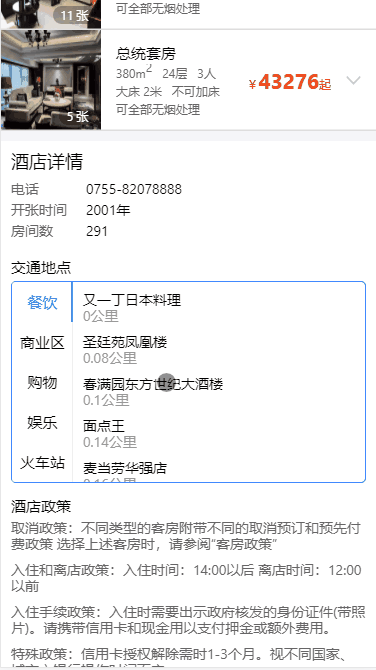 可全部无烟处理
11 张
总统套房
380m² 24层 3人
大床 2米 不可加床
可全部无烟处理
¥43276起
5 张
酒店详情
电话 0755-82078888
开张时间 2001年
房间数 291
交通地点
餐饮
商业区
购物
娱乐
火车站
又一丁日本料理
0公里
圣廷苑凤凰楼
0.08公里
春满园东方世纪大酒楼
0.1公里
面点王
0.14公里
麦当劳华强店
0.16公里
酒店政策
取消政策：不同类型的客房附带不同的取消预订和预先付
费政策 选择上述客房时，请参阅“客房政策”
入住和离店政策：入住时间：14:00以后 离店时间：12:00
以前
入住手续政策：入住时需要出示政府核发的身份证件(带照
片)。请携带信用卡和现金用以支付押金或额外费用。
特殊政策：信用卡授权解除需时1-3个月。视不同国家、